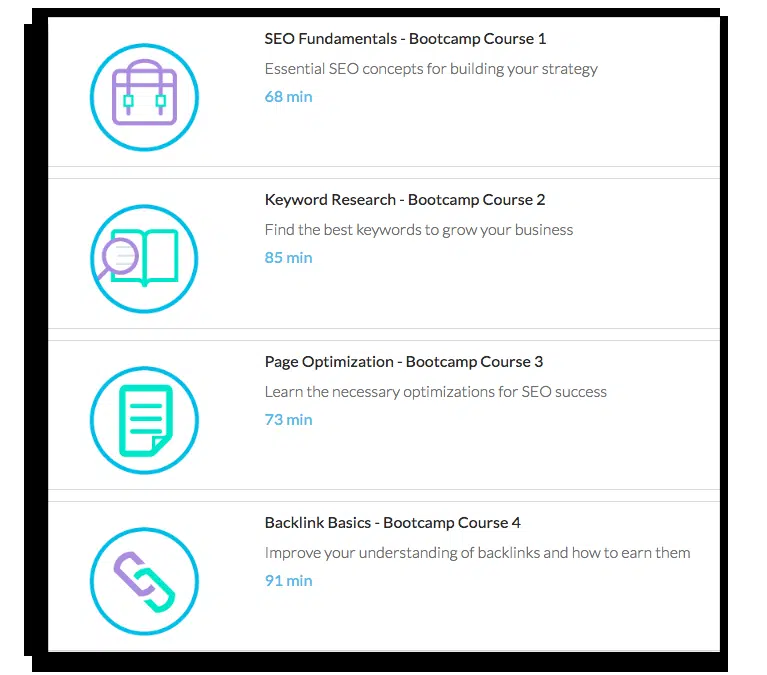 SEO Fundamentals - Bootcamp Course 1
Essential SEO concepts for building your strategy
68 min
Keyword Research - Bootcamp Course 2
Find the best keywords to grow your business
85 min
Page Optimization - Bootcamp Course 3
Learn the necessary optimizations for SEO success
73 min
Backlink Basics - Bootcamp Course 4
Improve your understanding of backlinks and how to earn them
91 min